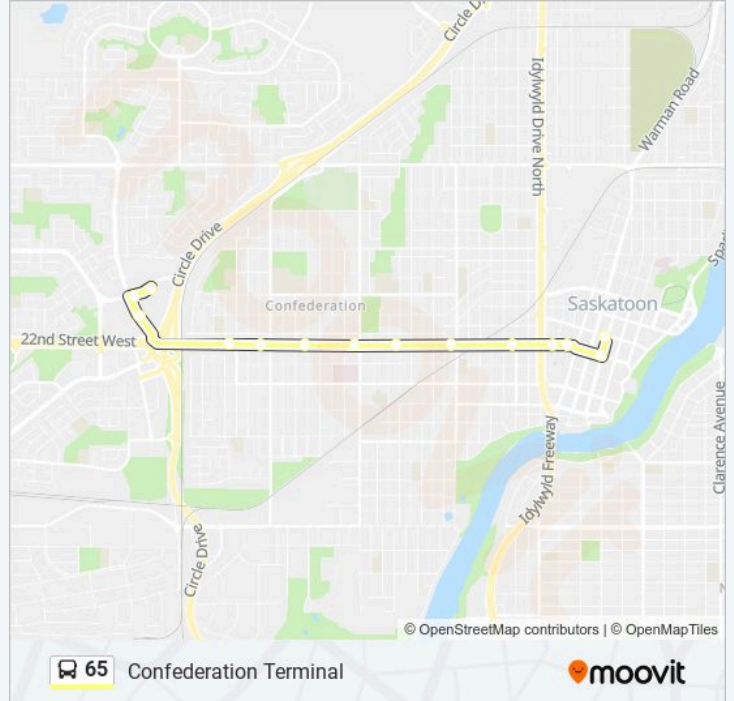 Circle D
Idylwyld Drive North
Warman Road
Circle Drive
Confederation
Saskatoon
22nd Street West
Clarence Avenue
Idylwyld Freeway
Circle Drive
© OpenStreetMap contributors | © OpenMapTiles
65 Confederation Terminal
moovit